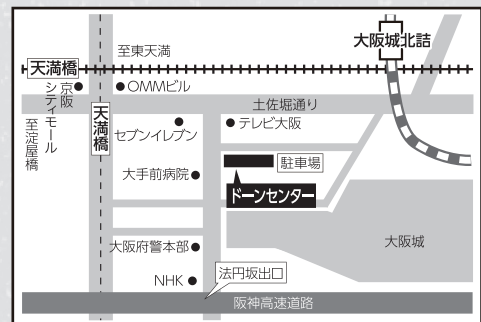 至東天満
大阪城北詰
天満橋
京阪
シティモール
OMMビル
土佐堀通り
天満橋
至淀屋橋
セブンイレブン
テレビ大阪
駐車場
大手前病院
ドーンセンター
大阪府警本部
大阪城
法円坂出口
NHK
阪神高速道路